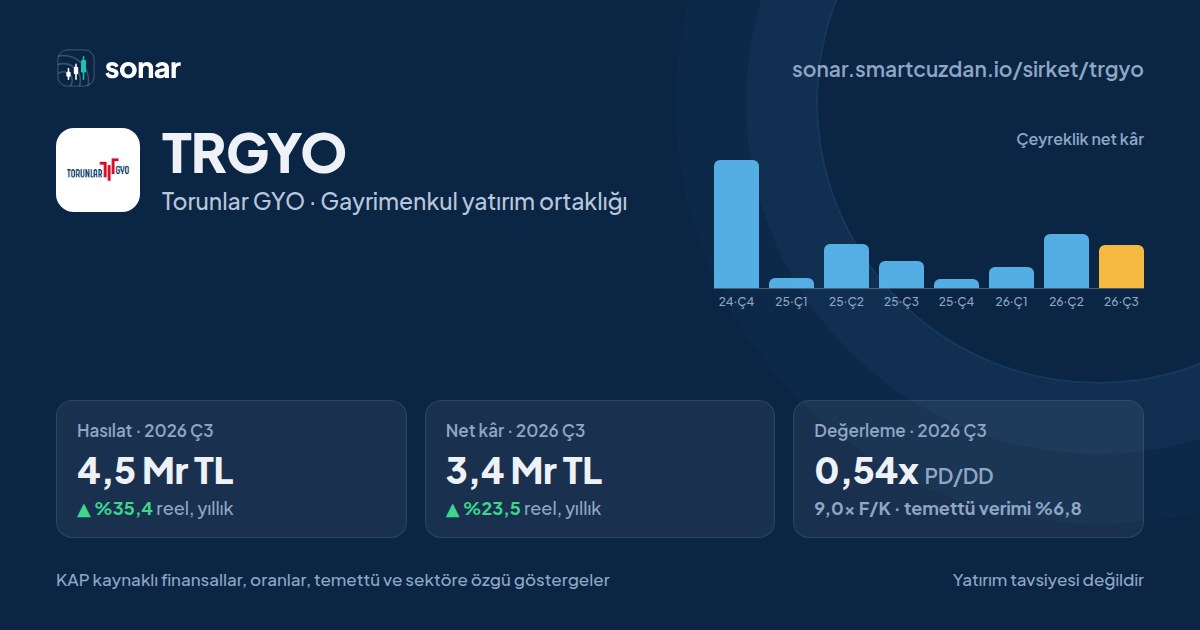 sonar
sonar.smartcuzdan.io/sirket/trgyo
TORUNLAR GYO
TRGYO
Torunlar GYO · Gayrimenkul yatırım ortaklığı
Çeyreklik net kâr
24·Ç4 25·Ç1 25·Ç2 25·Ç3 25·Ç4 26·Ç1 26·Ç2 26·Ç3
Hasılat · 2026 Ç3
4,5 Mr TL
▲ %35,4 reel, yıllık
Net kâr · 2026 Ç3
3,4 Mr TL
▲ %23,5 reel, yıllık
Değerleme · 2026 Ç3
0,54x PD/DD
9,0× F/K · temettü verimi %6,8
KAP kaynaklı finansallar, oranlar, temettü ve sektöre özgü göstergeler
Yatırım tavsiyesi değildir